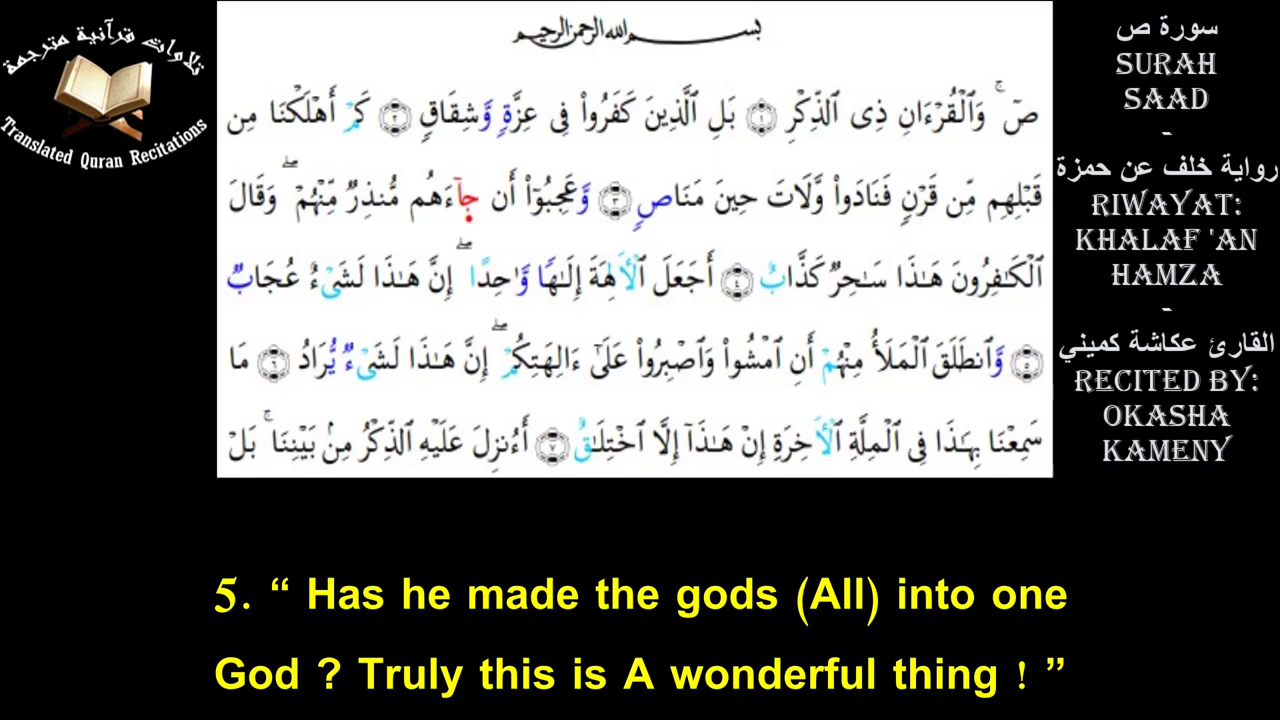 تلاوات قرآنية مترجمة
Translated Quran Recitations
بسم الله الرحمن الرحيم
صٓ ۚ وَٱلْقُرْءَانِ ذِى ٱلذِّكْرِ ١ بَلِ ٱلَّذِينَ كَفَرُوا۟ فِى عِزَّةٍ وَّشِقَاقٍ ٢ كَمْ أَهْلَكْنَا مِن
قَبْلِهِم مِّن قَرْنٍ فَنَادَوا۟ وَّلَاتَ حِينَ مَنَاصٍ ٣ وَّعَجِبُوٓا۟ أَن جَآءَهُم مُّنذِرٌ مِّنْهُمْ ۖ وَقَالَ
ٱلْكَـٰفِرُونَ هَـٰذَا سَـٰحِرٌ كَذَّابٌ ٤ أَجَعَلَ ٱلْأَلِهَةَ إِلَـٰهًا وَّٰحِدًا ۖ إِنَّ هَـٰذَا لَشَىْءٌ عُجَابٌ
٥ وَّٱنطَلَقَ ٱلْمَلَأُ مِنْهُمْ أَنِ ٱمْشُوا۟ وَٱصْبِرُوا۟ عَلَىٰٓ ءَالِهَتِكُمْ ۖ إِنَّ هَـٰذَا لَشَىْءٌ يُّرَادُ ٦ مَا
سَمِعْنَا بِهَـٰذَا فِى ٱلْمِلَّةِ ٱلْأَخِرَةِ إِنْ هَـٰذَآ إِلَّا ٱخْتِلَـٰقٌ ٧ أَءُنزِلَ عَلَيْهِ ٱلذِّكْرُ مِنۢ بَيْنِنَا ۚ بَلْ
سورة ص
SURAH
SAAD
-
رواية خلف عن حمزة
RIWAYAT:
KHALAF 'AN
HAMZA
-
القارئ عكاشة كميني
RECITED BY:
OKASHA
KAMENY
5. “ Has he made the gods (All) into one
God ? Truly this is A wonderful thing ! ”